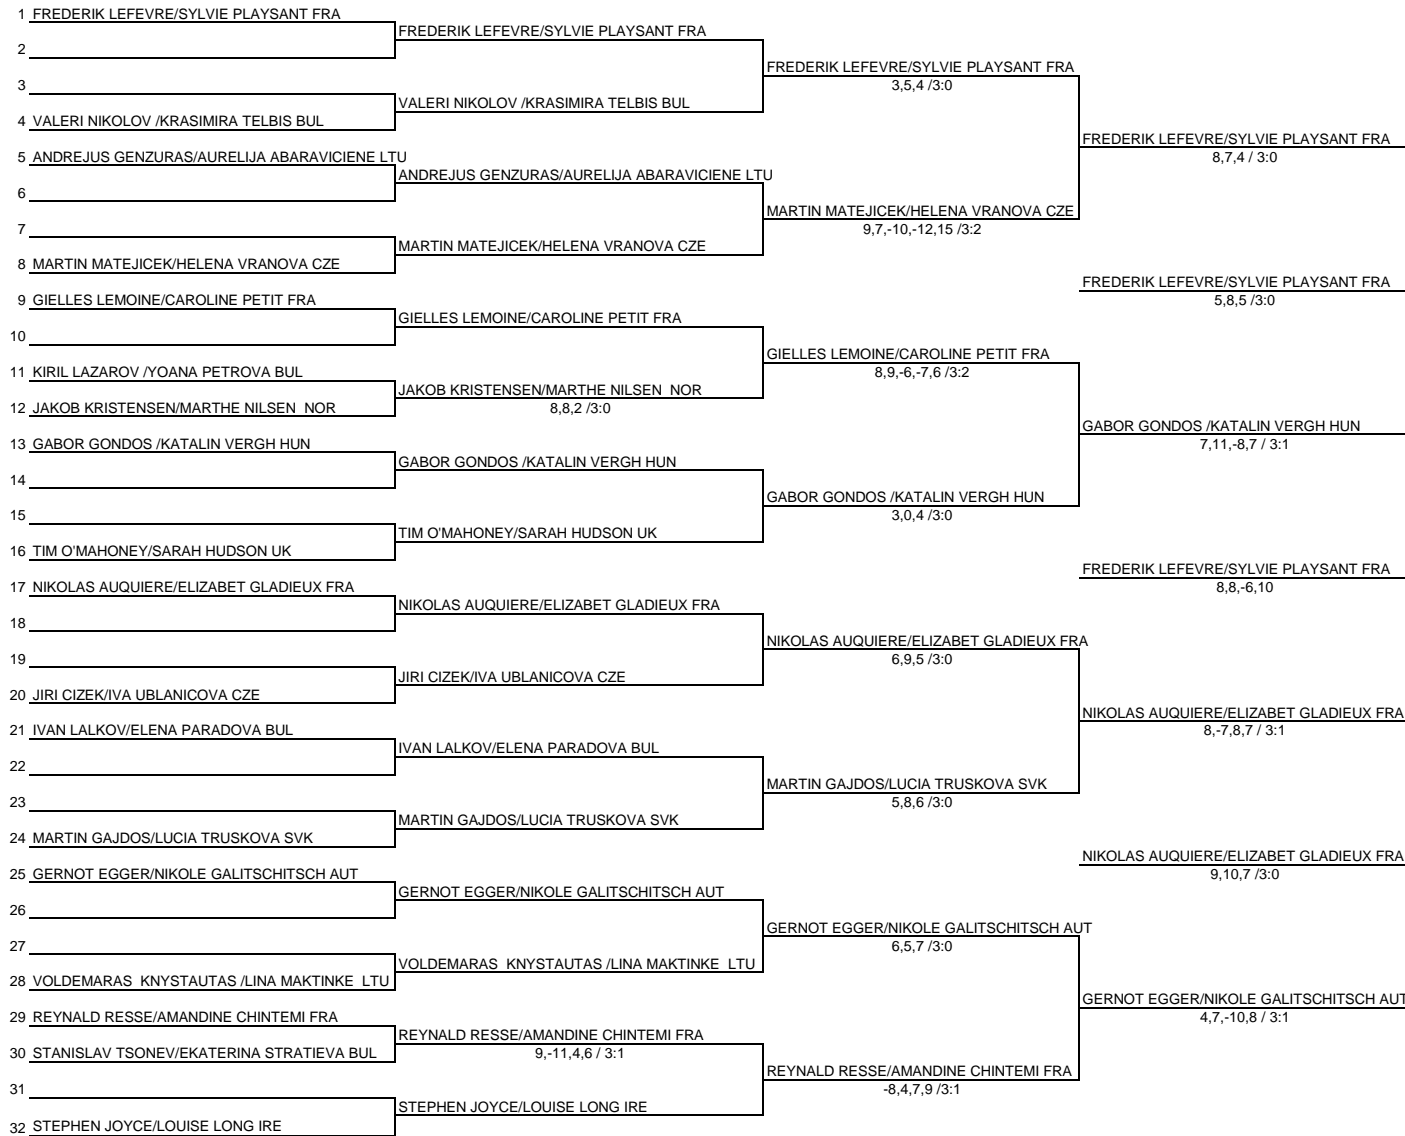 1 FREDERIK LEFEVRE/SYLVIE PLAYSANT FRA
FREDERIK LEFEVRE/SYLVIE PLAYSANT FRA
2
FREDERIK LEFEVRE/SYLVIE PLAYSANT FRA
3,5,4 /3:0
3
VALERI NIKOLOV /KRASIMIRA TELBIS BUL
4 VALERI NIKOLOV /KRASIMIRA TELBIS BUL
FREDERIK LEFEVRE/SYLVIE PLAYSANT FRA
8,7,4 / 3:0
5 ANDREJUS GENZURAS/AURELIJA ABARAVICIENE LTU
ANDREJUS GENZURAS/AURELIJA ABARAVICIENE LTU
6
MARTIN MATEJICEK/HELENA VRANOVA CZE
9,7,-10,-12,15 /3:2
7
MARTIN MATEJICEK/HELENA VRANOVA CZE
8 MARTIN MATEJICEK/HELENA VRANOVA CZE
FREDERIK LEFEVRE/SYLVIE PLAYSANT FRA
5,8,5 /3:0
9 GIELLES LEMOINE/CAROLINE PETIT FRA
GIELLES LEMOINE/CAROLINE PETIT FRA
10
GIELLES LEMOINE/CAROLINE PETIT FRA
8,9,-6,-7,6 /3:2
11 KIRIL LAZAROV /YOANA PETROVA BUL
JAKOB KRISTENSEN/MARTHE NILSEN  NOR
8,8,2 /3:0
12 JAKOB KRISTENSEN/MARTHE NILSEN  NOR
GABOR GONDOS /KATALIN VERGH HUN
7,11,-8,7 / 3:1
13 GABOR GONDOS /KATALIN VERGH HUN
GABOR GONDOS /KATALIN VERGH HUN
14
GABOR GONDOS /KATALIN VERGH HUN
3,0,4 /3:0
15
TIM O'MAHONEY/SARAH HUDSON UK
16 TIM O'MAHONEY/SARAH HUDSON UK
FREDERIK LEFEVRE/SYLVIE PLAYSANT FRA
8,8,-6,10
17 NIKOLAS AUQUIERE/ELIZABET GLADIEUX FRA
NIKOLAS AUQUIERE/ELIZABET GLADIEUX FRA
18
NIKOLAS AUQUIERE/ELIZABET GLADIEUX FRA
6,9,5 /3:0
19
JIRI CIZEK/IVA UBLANICOVA CZE
20 JIRI CIZEK/IVA UBLANICOVA CZE
NIKOLAS AUQUIERE/ELIZABET GLADIEUX FRA
8,-7,8,7 / 3:1
21 IVAN LALKOV/ELENA PARADOVA BUL
IVAN LALKOV/ELENA PARADOVA BUL
22
MARTIN GAJDOS/LUCIA TRUSKOVA SVK
5,8,6 /3:0
23
MARTIN GAJDOS/LUCIA TRUSKOVA SVK
24 MARTIN GAJDOS/LUCIA TRUSKOVA SVK
NIKOLAS AUQUIERE/ELIZABET GLADIEUX FRA
9,10,7 /3:0
25 GERNOT EGGER/NIKOLE GALITSCHITSCH AUT
GERNOT EGGER/NIKOLE GALITSCHITSCH AUT
26
GERNOT EGGER/NIKOLE GALITSCHITSCH AUT
6,5,7 /3:0
27
VOLDEMARAS  KNYSTAUTAS /LINA MAKTINKE  LTU
28 VOLDEMARAS  KNYSTAUTAS /LINA MAKTINKE  LTU
GERNOT EGGER/NIKOLE GALITSCHITSCH AUT
4,7,-10,8 / 3:1
29 REYNALD RESSE/AMANDINE CHINTEMI FRA
REYNALD RESSE/AMANDINE CHINTEMI FRA
9,-11,4,6 / 3:1
30 STANISLAV TSONEV/EKATERINA STRATIEVA BUL
REYNALD RESSE/AMANDINE CHINTEMI FRA
-8,4,7,9 /3:1
31
STEPHEN JOYCE/LOUISE LONG IRE
32 STEPHEN JOYCE/LOUISE LONG IRE